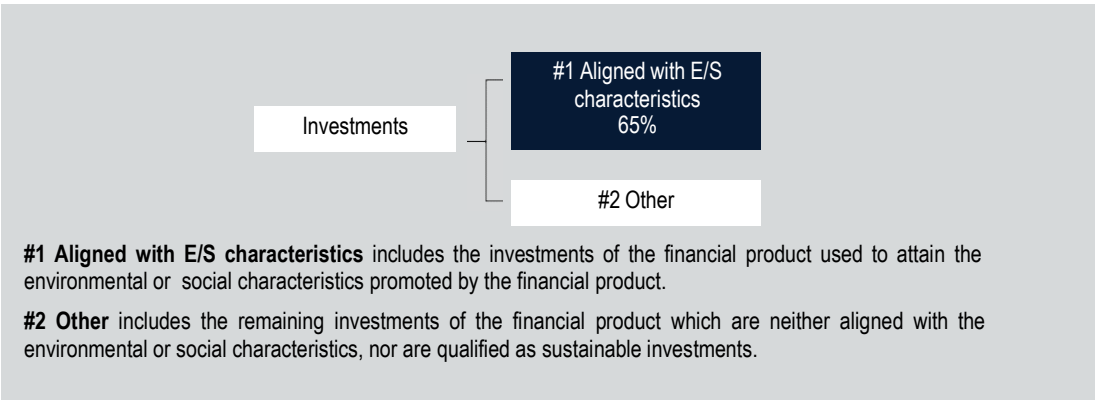 #1 Aligned with E/S
characteristics
65%
Investments
#2 Other
#1 Aligned with E/S characteristics includes the investments of the financial product used to attain the
environmental or social characteristics promoted by the financial product.
#2 Other includes the remaining investments of the financial product which are neither aligned with the
environmental or social characteristics, nor are qualified as sustainable investments.